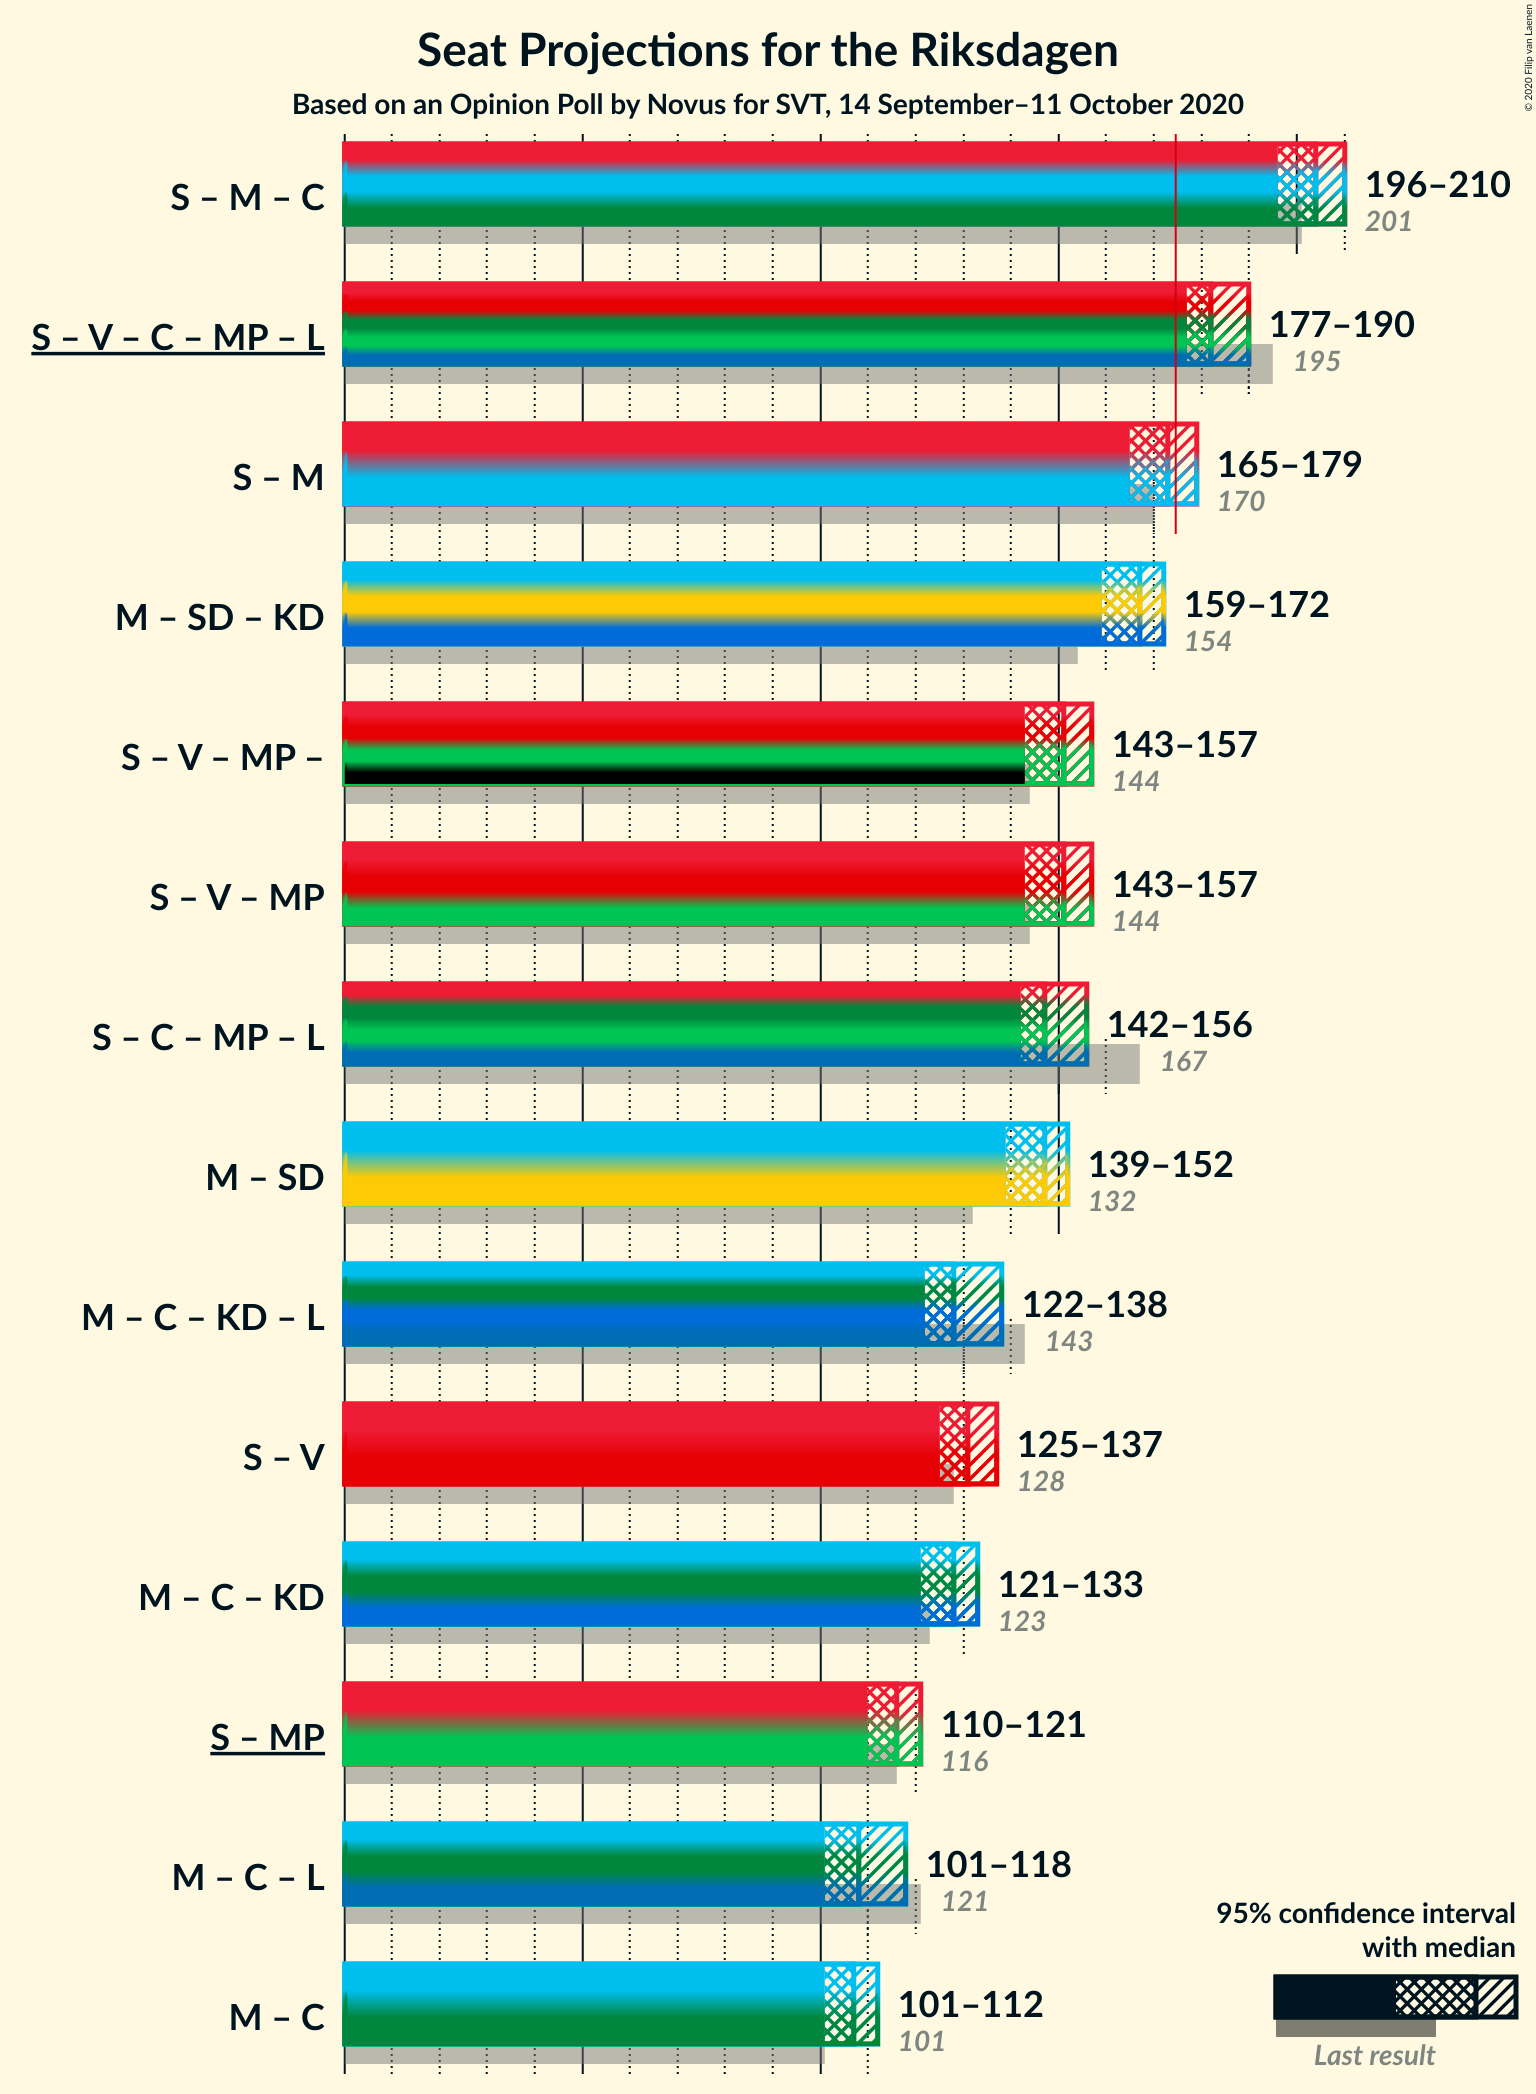 Seat Projections for the Riksdagen
Based on an Opinion Poll by Novus for SVT, 14 September–11 October 2020
© 2020 Filip van Laenen
S – M – C
196–210
201
S – V – C – MP – L
177–190
195
S – M
165–179
170
M – SD – KD
159–172
154
S – V – MP –
143–157
144
S – V – MP
143–157
144
S – C – MP – L
142–156
167
M – SD
139–152
132
M – C – KD – L
122–138
143
S – V
125–137
128
M – C – KD
121–133
123
S – MP
110–121
116
M – C – L
101–118
121
M – C
101–112
101
95% confidence interval
with median
Last result